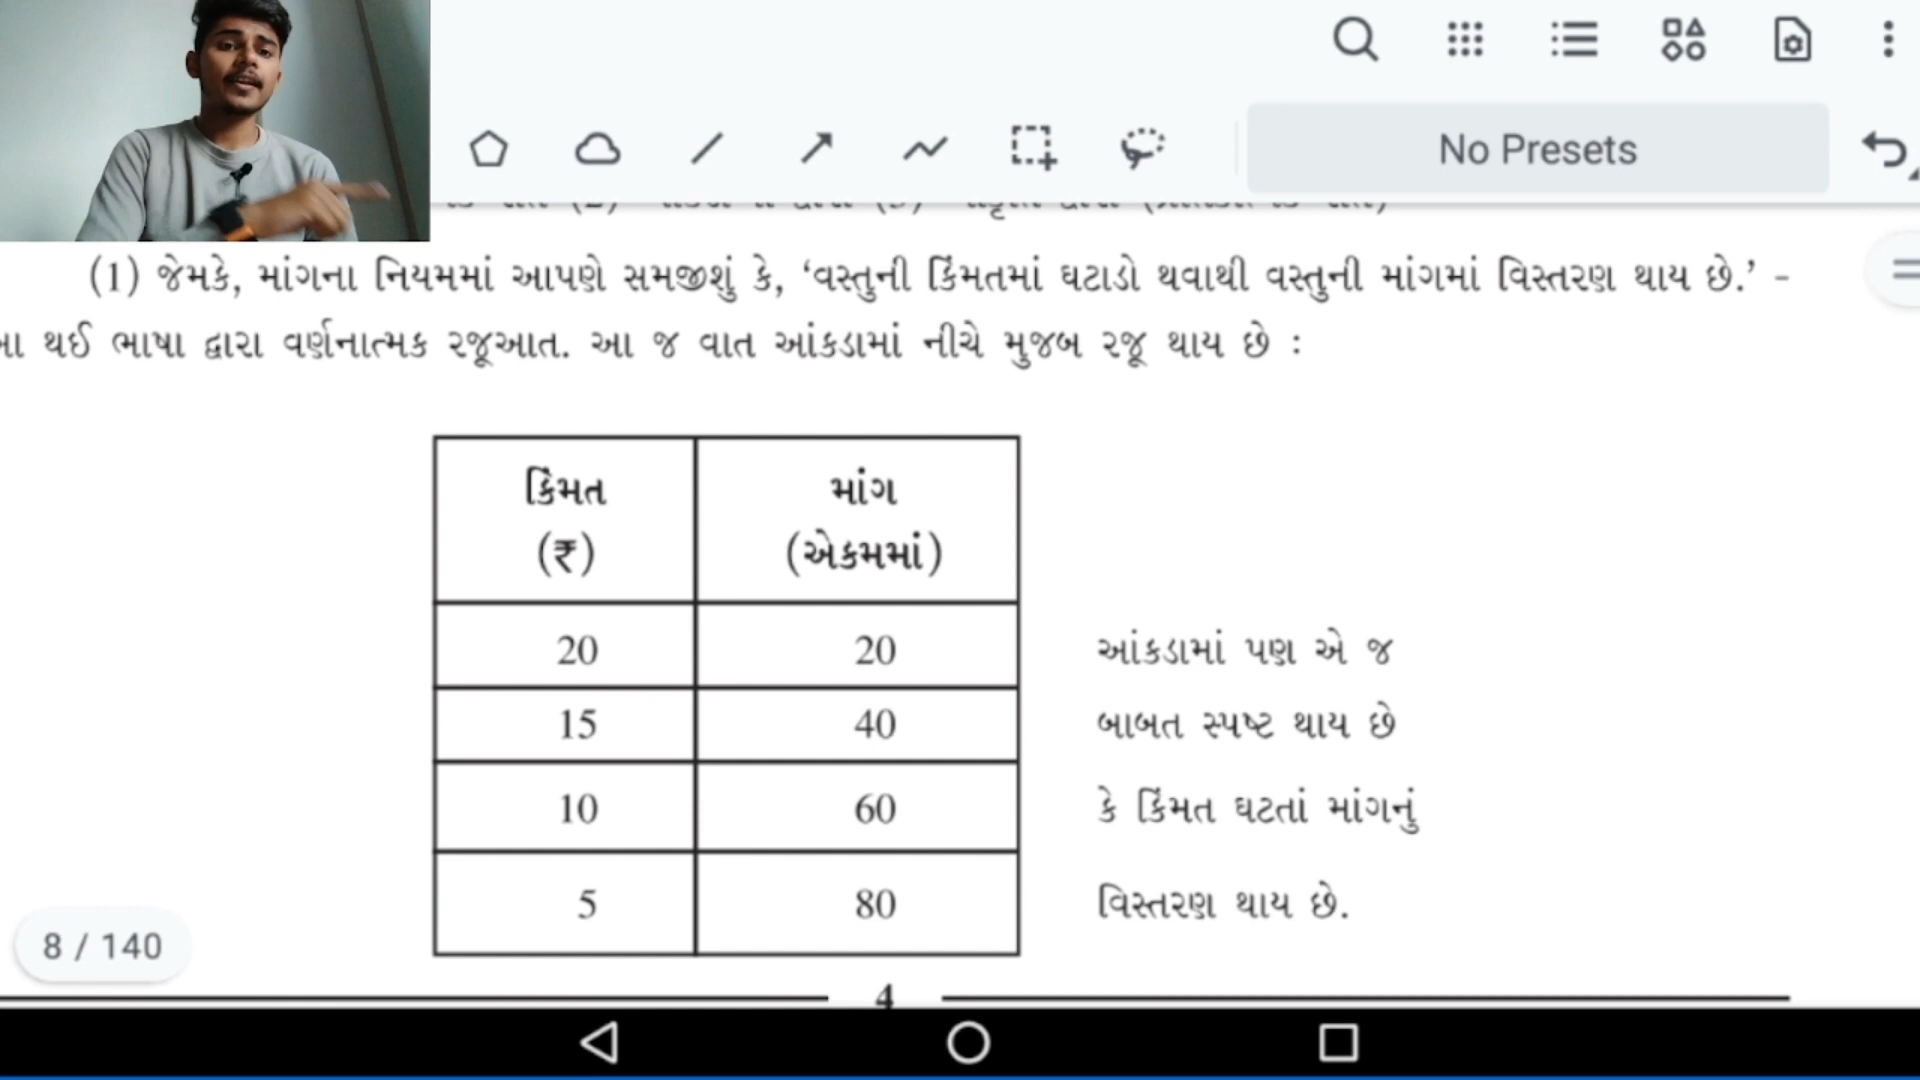 No Presets
(2)
(1) જેમકે, માંગના નિયમમાં આપણે સમજીશું કે, ‘વસ્તુની કિંમતમાં ઘટાડો થવાથી વસ્તુની માંગમાં વિસ્તરણ થાય છે.’ –
થઈ ભાષા દ્વારા વર્ણનાત્મક રજૂઆત. આ જ વાત આંકડામાં નીચે મુજબ રજૂ થાય છે :
કિંમત માંગ
(₹) (એકમમાં)
20 20 આંકડામાં પણ એ જ
15 40 બાબત સ્પષ્ટ થાય છે
10 60 કે કિંમત ઘટતાં માંગનું
5 80 વિસ્તરણ થાય છે.
8 / 140
4